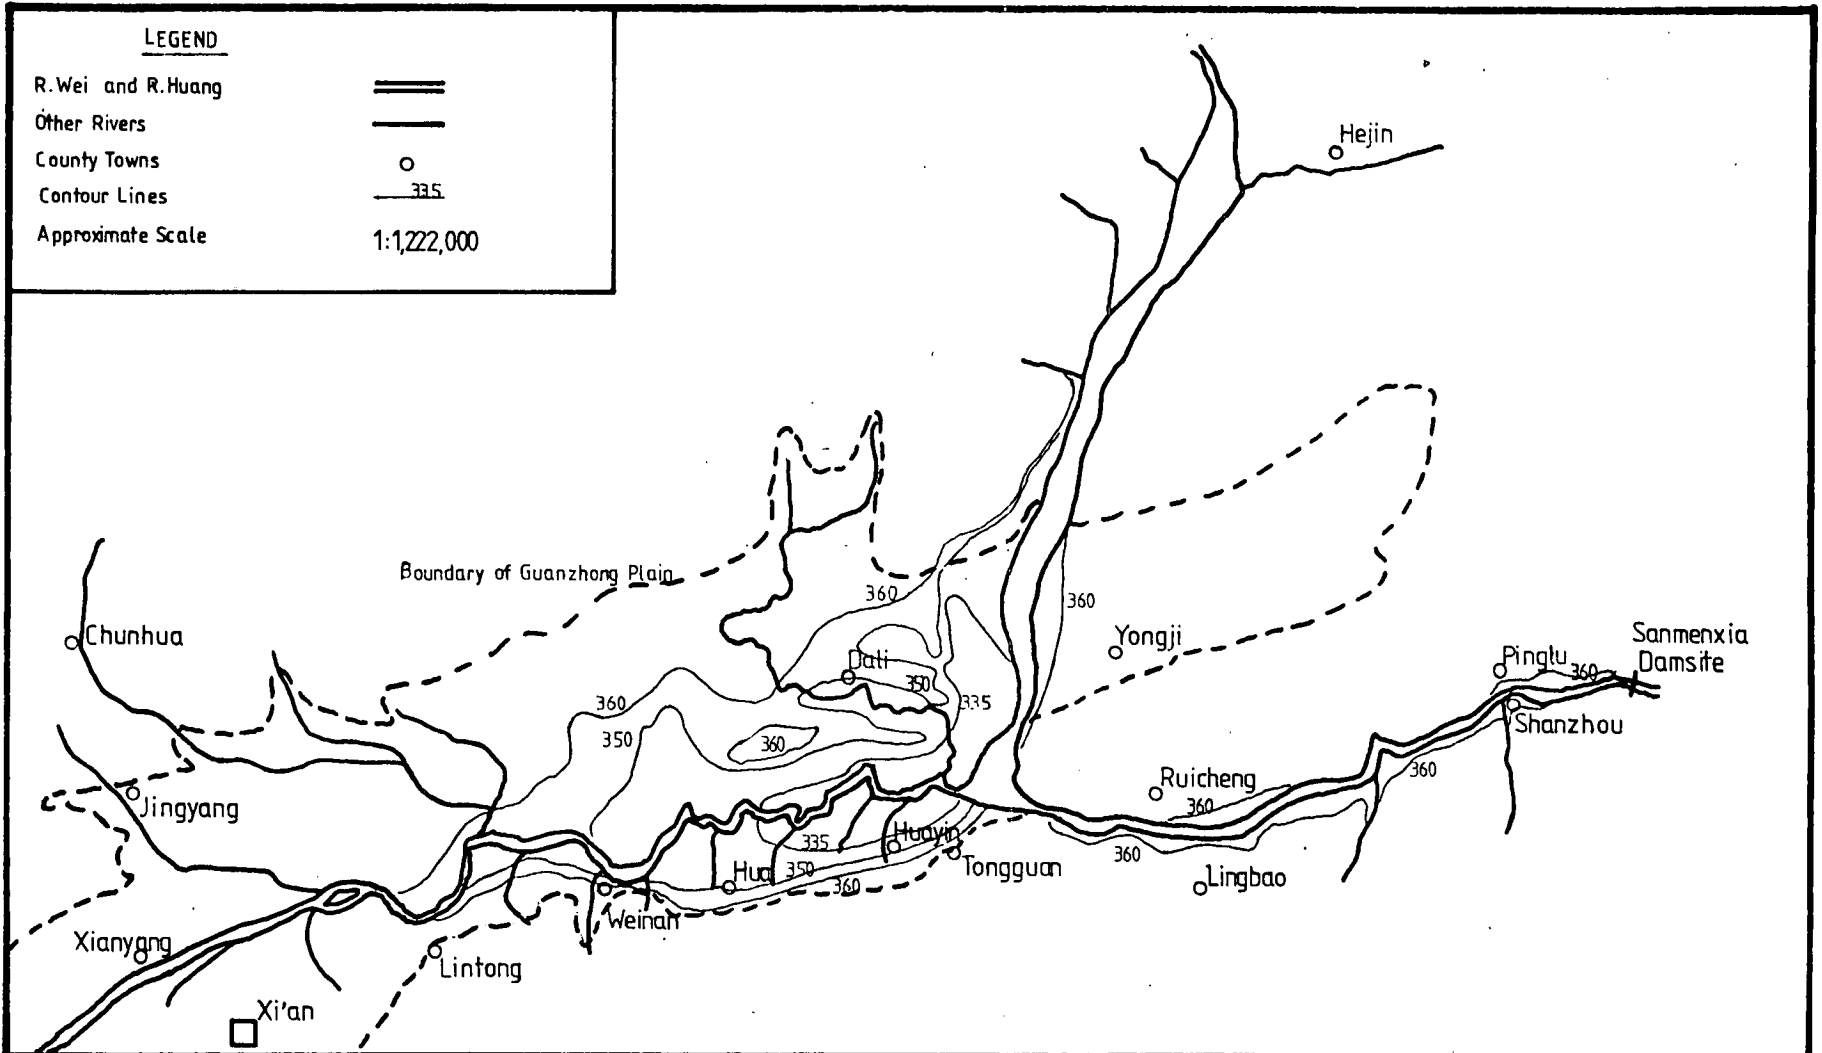 LEGEND
R.Wei and R.Huang
Other Rivers
County Towns
Contour Lines 335
Approximate Scale 1:1,222,000
Hejin
Boundary of Guanzhong Plain
360
360
Chunhua
Yongji
Sanmenxia
Damsite
Pinglu
360
Dali
350
335
360
350
360
Shanzhou
Jingyang
Ruicheng
360
360
335
Huayin
350
360
Hua
Tongguan
360
Lingbao
Weinan
Xianyang
Lintong
Xi'an